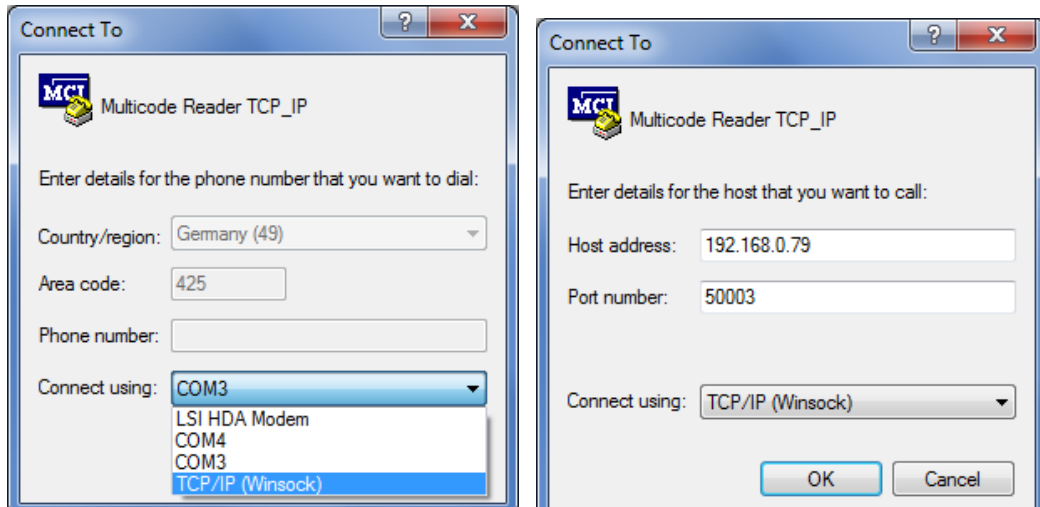 Connect To
MCI
Multicode Reader TCP_IP
Enter details for the phone number that you want to dial:
Country/region: Germany (49)
Area code: 425
Phone number:
Connect using: COM3
LSI HDA Modem
COM4
COM3
TCP/IP (Winsock)
Connect To
MCI
Multicode Reader TCP_IP
Enter details for the host that you want to call:
Host address: 192.168.0.79
Port number: 50003
Connect using: TCP/IP (Winsock)
OK Cancel